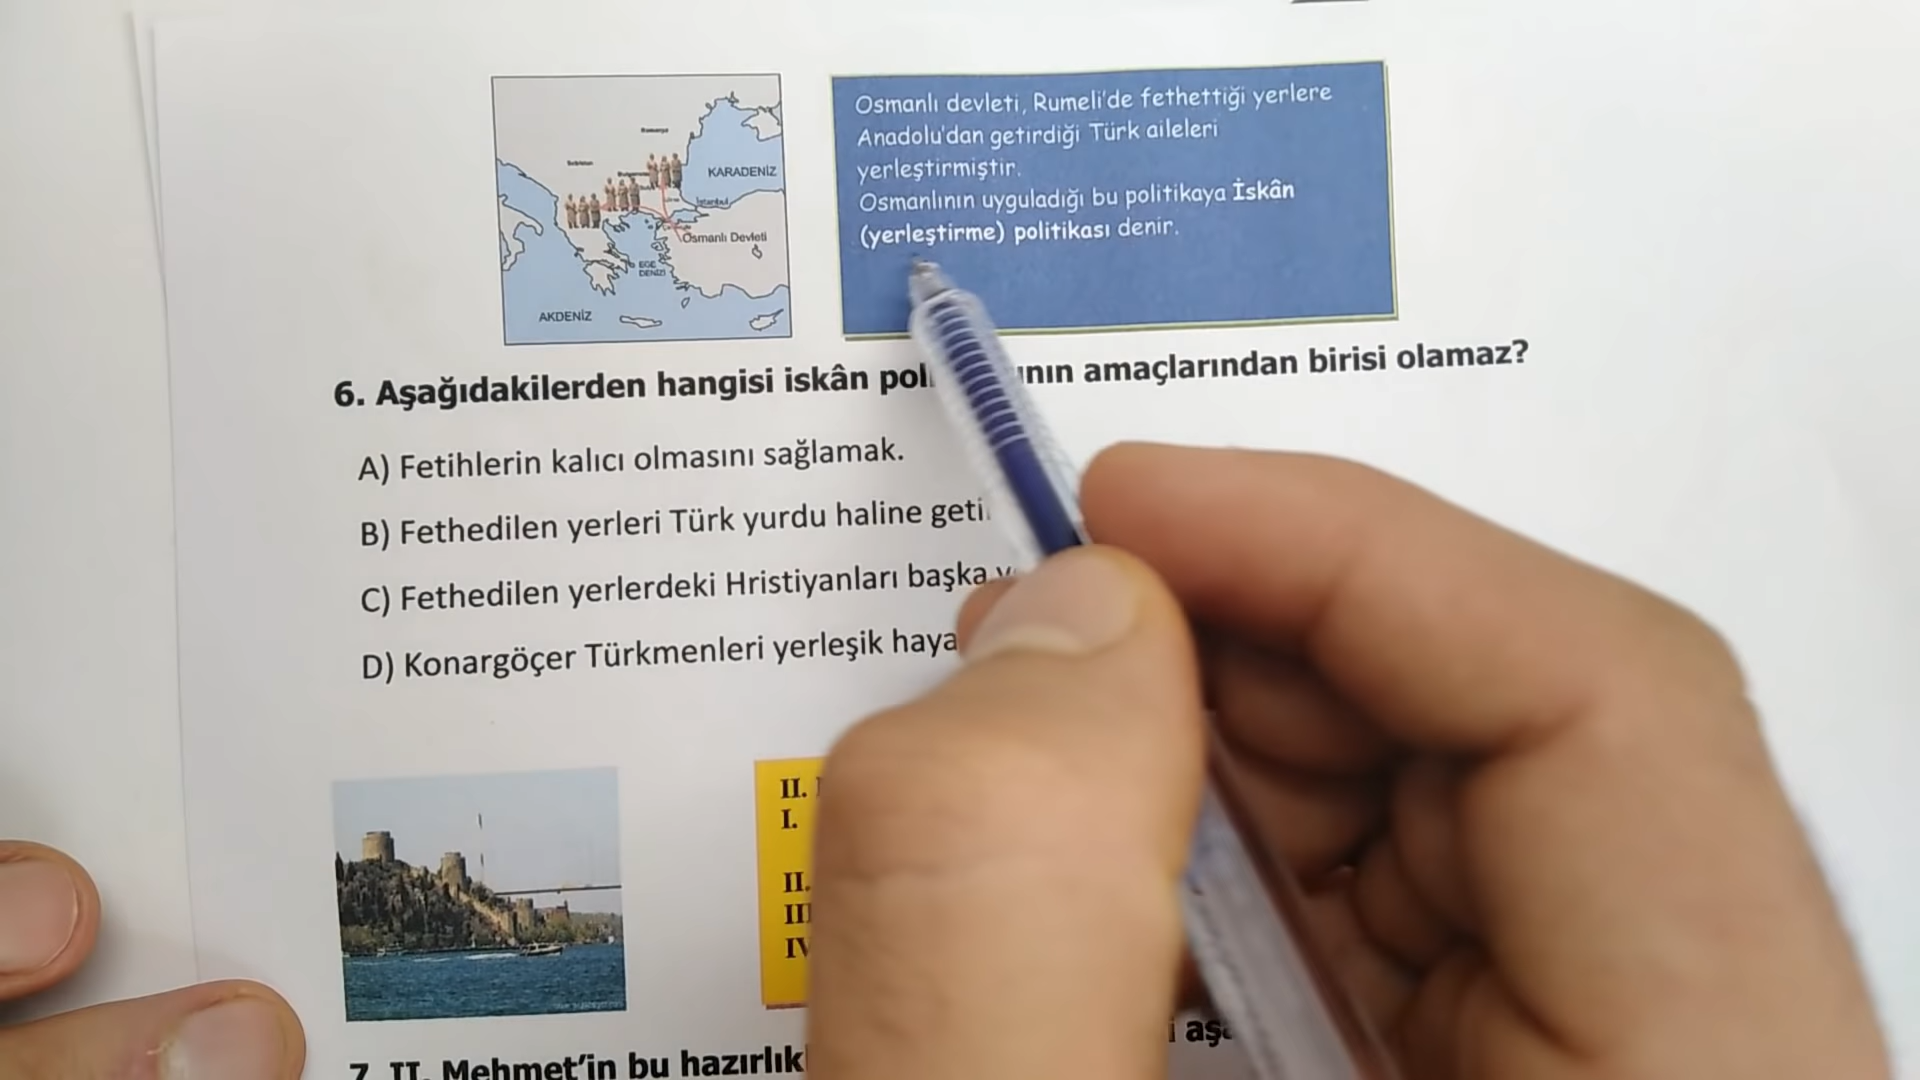 Romanya
KARADENİZ
İstanbul
Osmanlı Devleti
EGE
DENİZİ
AKDENİZ
Osmanlı devleti, Rumeli'de fethettiği yerlere
Anadolu'dan getirdiği Türk aileleri
yerleştirmiştir.
Osmanlının uyguladığı bu politikaya İskân
(yerleştirme) politikası denir.
6. Aşağıdakilerden hangisi iskân pol nın amaçlarından birisi olamaz?
A) Fetihlerin kalıcı olmasını sağlamak.
B) Fethedilen yerleri Türk yurdu haline geti
C) Fethedilen yerlerdeki Hristiyanları başka
D) Konargöçer Türkmenleri yerleşik haya
II.
I.
II.
III
IV
7. II. Mehmet'in bu hazırlık